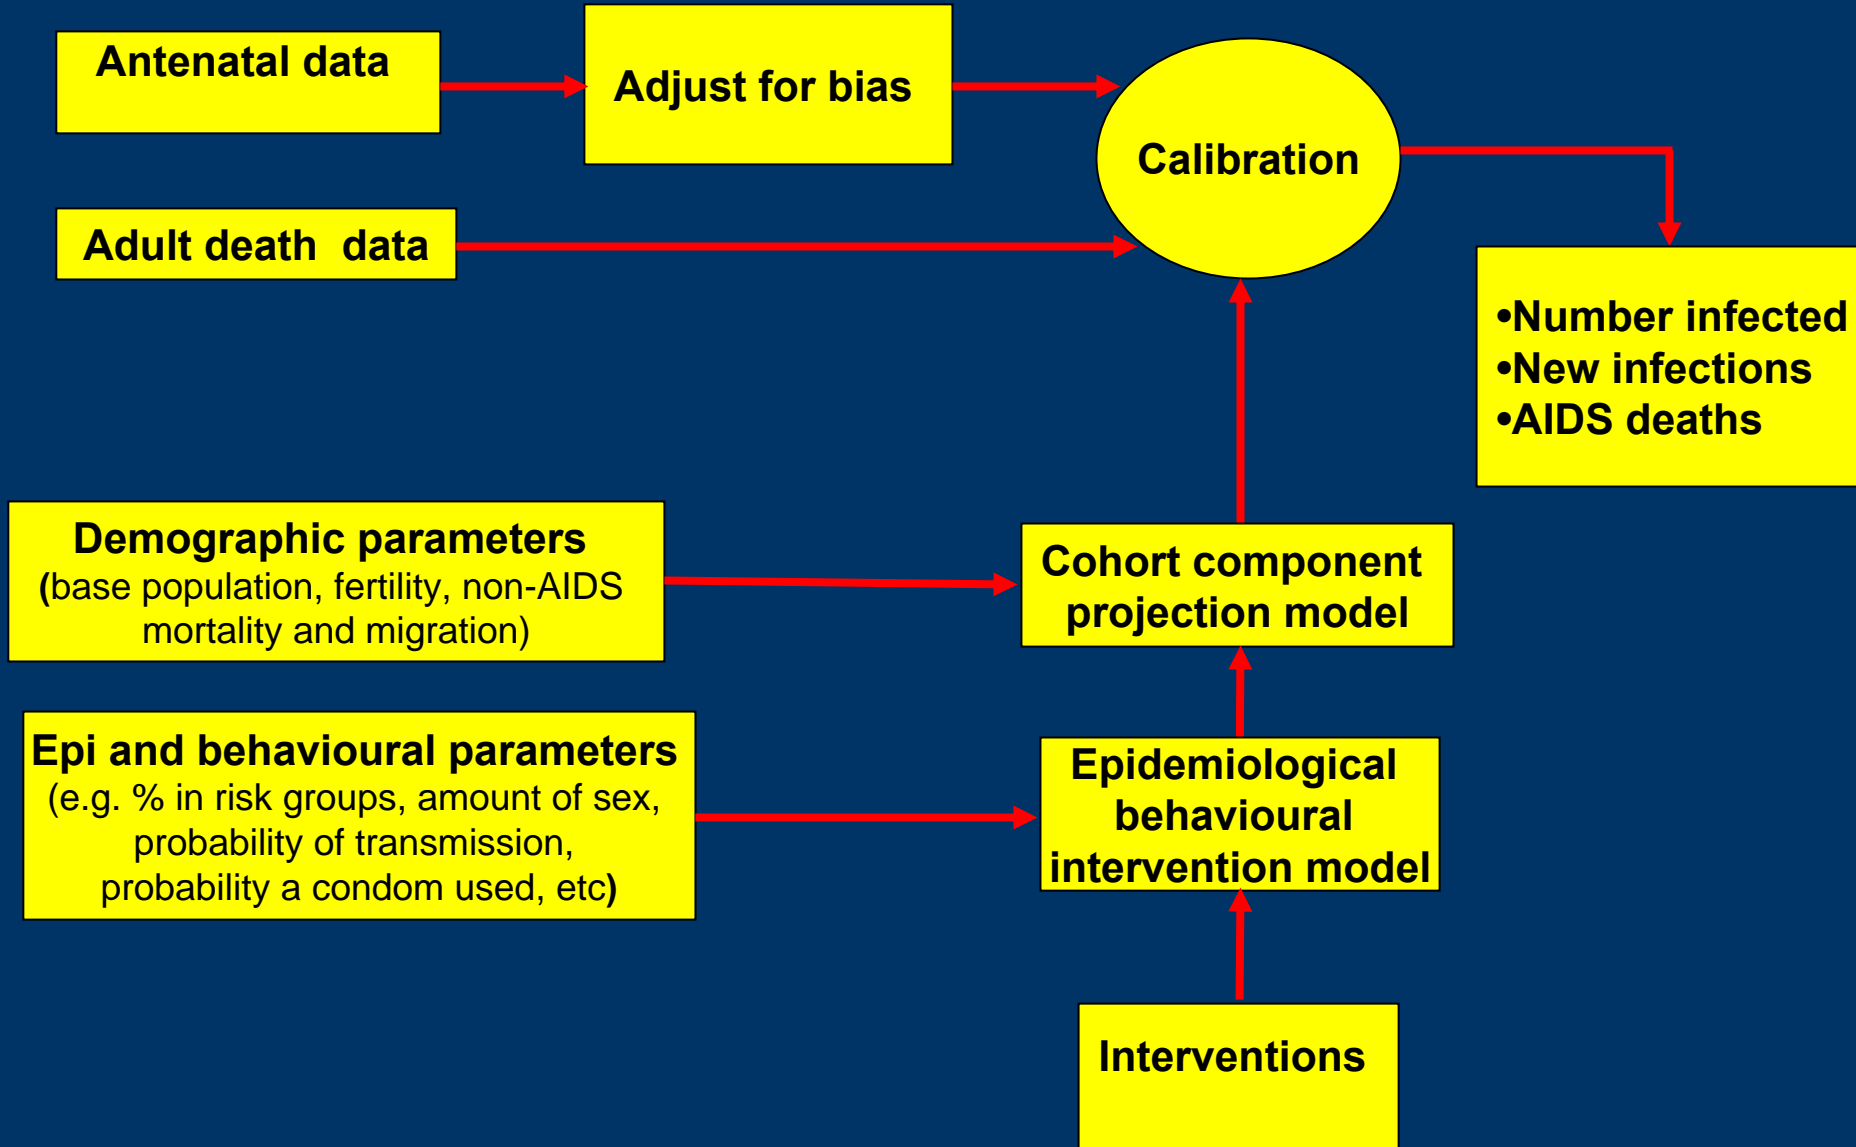 Antenatal data
Adjust for bias
Calibration
Adult death  data
•Number infected
•New infections
•AIDS deaths
Demographic parameters
(base population, fertility, non-AIDS
mortality and migration)
Cohort component
projection model
Epi and behavioural parameters
(e.g. % in risk groups, amount of sex,
probability of transmission,
probability a condom used, etc)
Epidemiological
behavioural
intervention model
Interventions